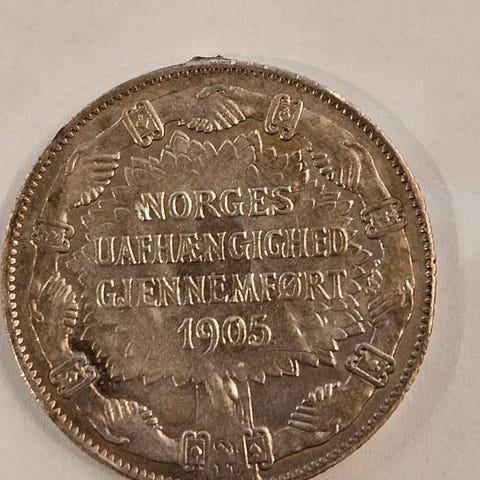 NORGES
UAFHÆNGIGHED
GJENNEMFØRT
1905